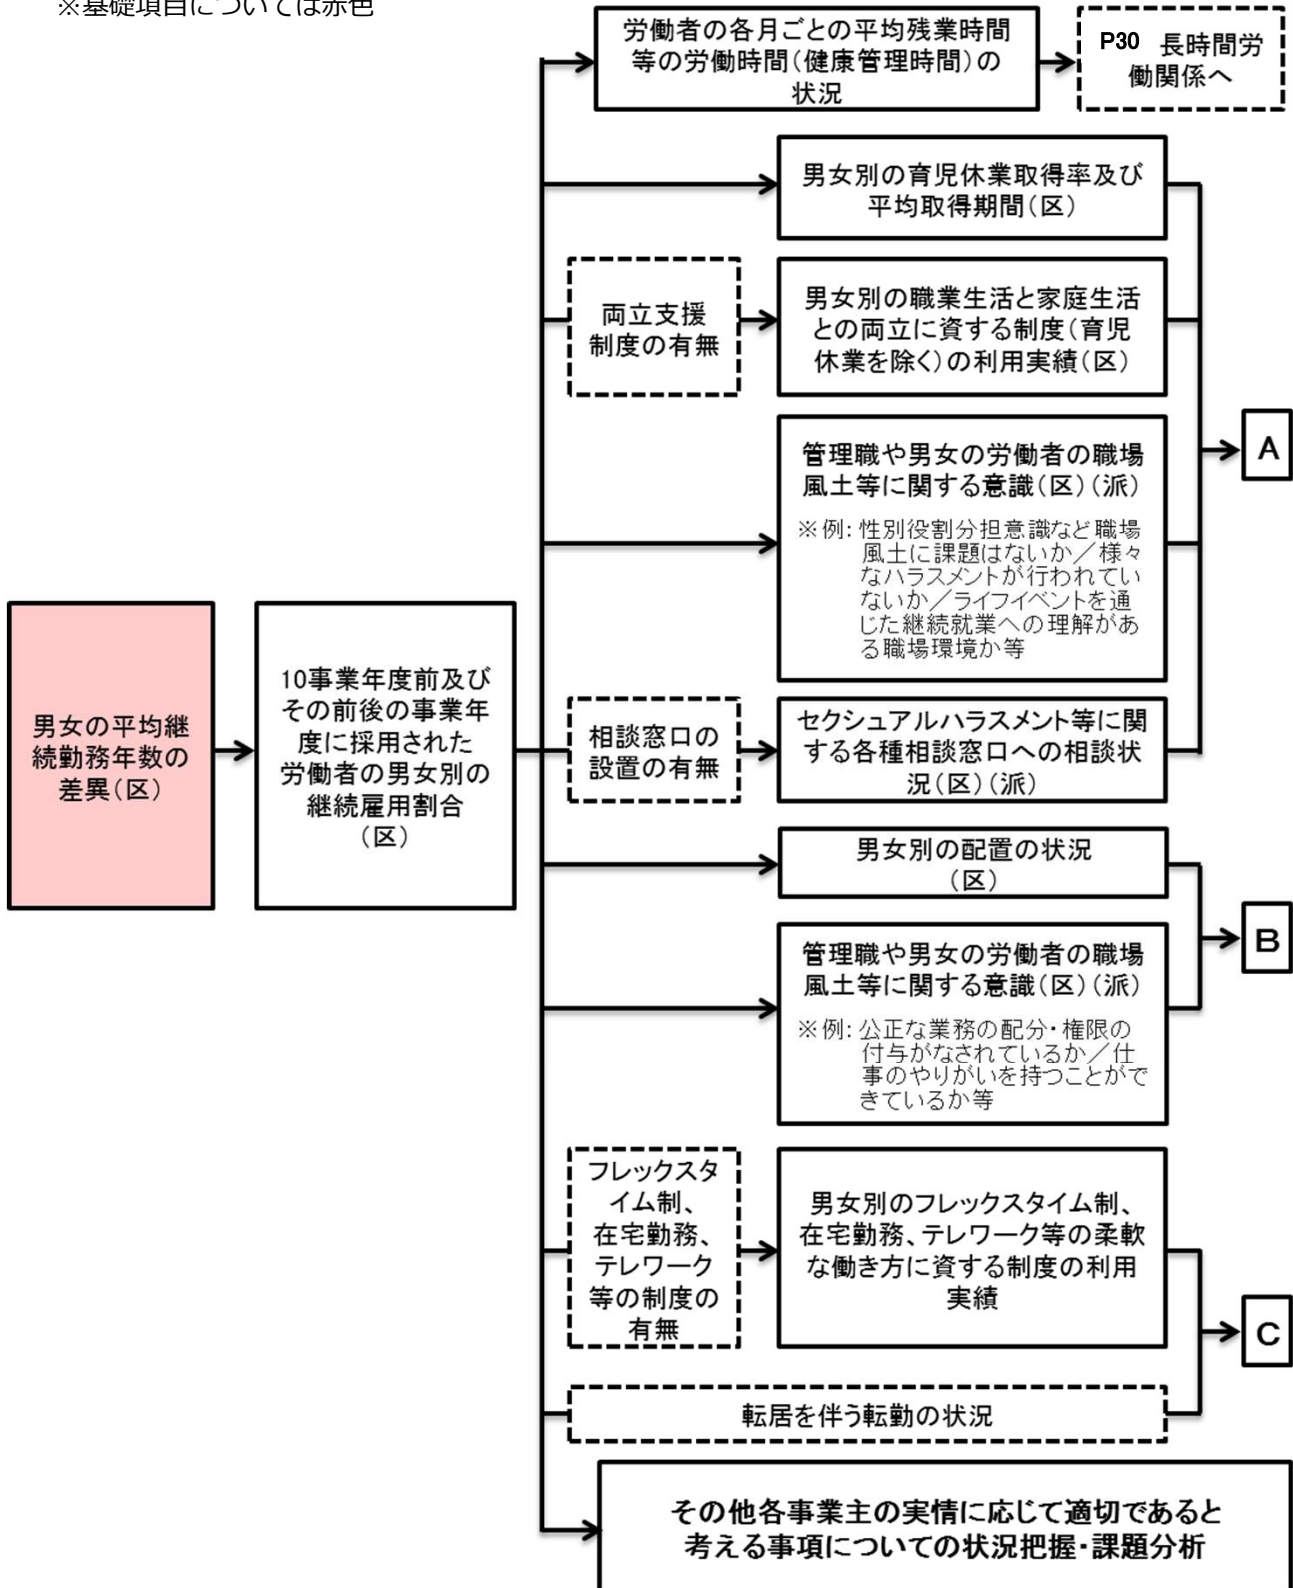 ※基礎項目については赤色
労働者の各月ごとの平均残業時間
等の労働時間（健康管理時間）の
状況
P30 長時間労
働関係へ
男女別の育児休業取得率及び
平均取得期間（区）
両立支援
制度の有無
男女別の職業生活と家庭生活
との両立に資する制度（育児
休業を除く）の利用実績（区）
管理職や男女の労働者の職場
風土等に関する意識（区）（派）
※例：性別役割分担意識など職場
風土に課題はないか／様々
なハラスメントが行われてい
ないか／ライフイベントを通
じた継続就業への理解があ
る職場環境か等
A
男女の平均継
続勤務年数の
差異（区）
10事業年度前及び
その前後の事業年
度に採用された
労働者の男女別の
継続雇用割合
（区）
相談窓口の
設置の有無
セクシュアルハラスメント等に関
する各種相談窓口への相談状
況（区）（派）
男女別の配置の状況
（区）
管理職や男女の労働者の職場
風土等に関する意識（区）（派）
※例：公正な業務の配分・権限の
付与がなされているか／仕
事のやりがいを持つことがで
きているか等
B
フレックスタ
イム制、
在宅勤務、
テレワーク
等の制度の
有無
男女別のフレックスタイム制、
在宅勤務、テレワーク等の柔軟
な働き方に資する制度の利用
実績
C
転居を伴う転勤の状況
その他各事業主の実情に応じて適切であると
考える事項についての状況把握・課題分析